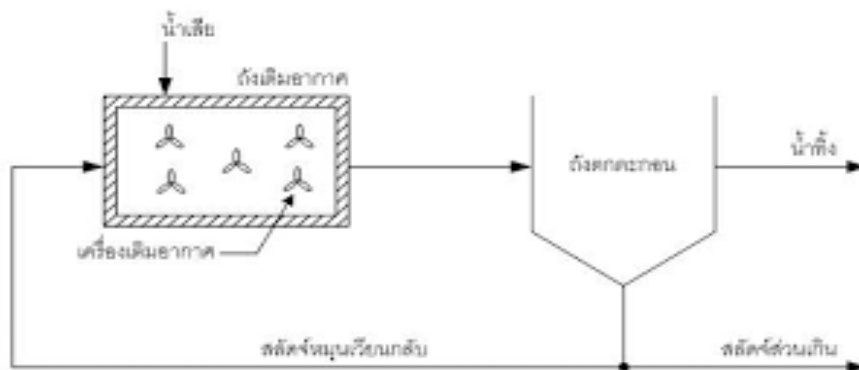 น้ำเสีย
ถังเติมอากาศ
ถังตกตะกอน
น้ำทิ้ง
เครื่องเติมอากาศ
สลัดจ์หมุนเวียนกลับ
สลัดจ์ส่วนเกิน